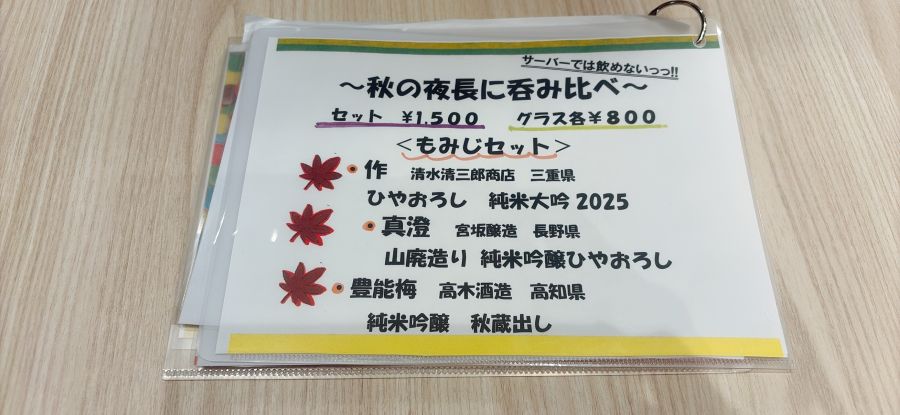 サーバーでは飲めないっっ!!
〜秋の夜長に呑み比べ〜
セット ¥1,500 グラス各¥800
<もみじセット>
・作 清水清三郎商店 三重県
ひやおろし 純米大吟 2025
・真澄 宮坂醸造 長野県
山廃造り 純米吟醸ひやおろし
・豊能梅 高木酒造 高知県
純米吟醸 秋蔵出し